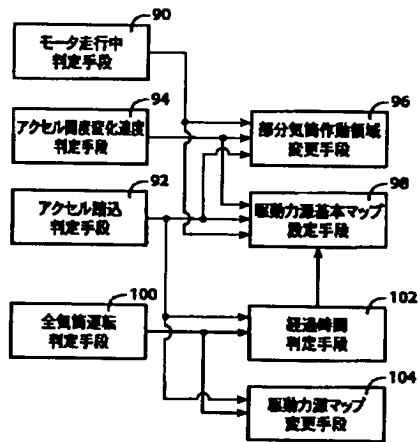 90
モータ走行中
判定手段
94
アクセル開度変化速度
判定手段
96
部分気筒作動領域
変更手段
92
アクセル踏込
判定手段
98
駆動力源基本マップ
設定手段
100
全気筒運転
判定手段
102
経過時間
判定手段
104
駆動力源マップ
変更手段